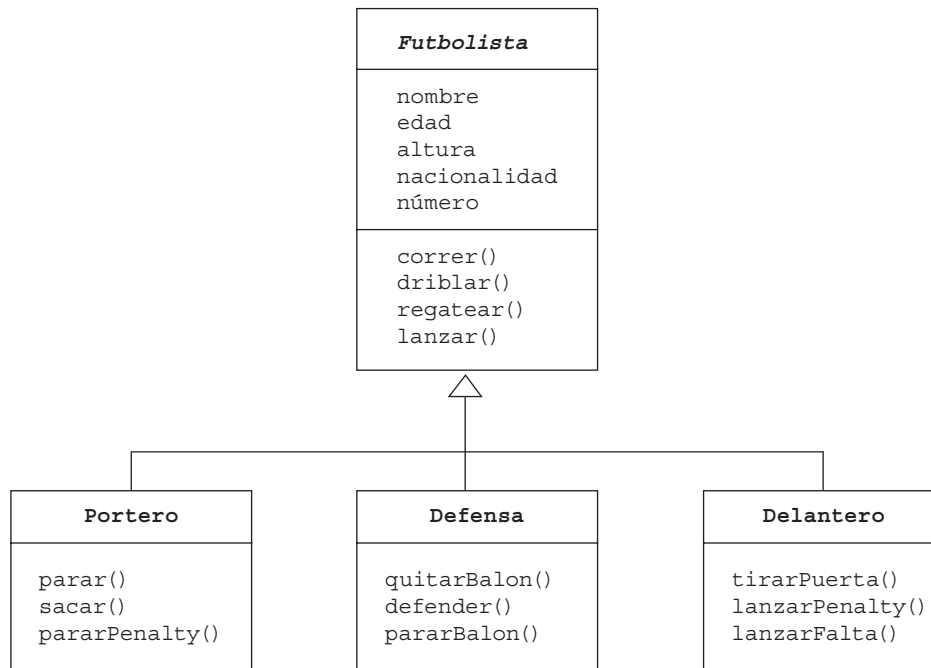 Futbolista
nombre
edad
altura
nacionalidad
número
correr()
driblar()
regatear()
lanzar()
Portero
parar()
sacar()
pararPenalty()
Defensa
quitarBalon()
defender()
pararBalon()
Delantero
tirarPuerta()
lanzarPenalty()
lanzarFalta()